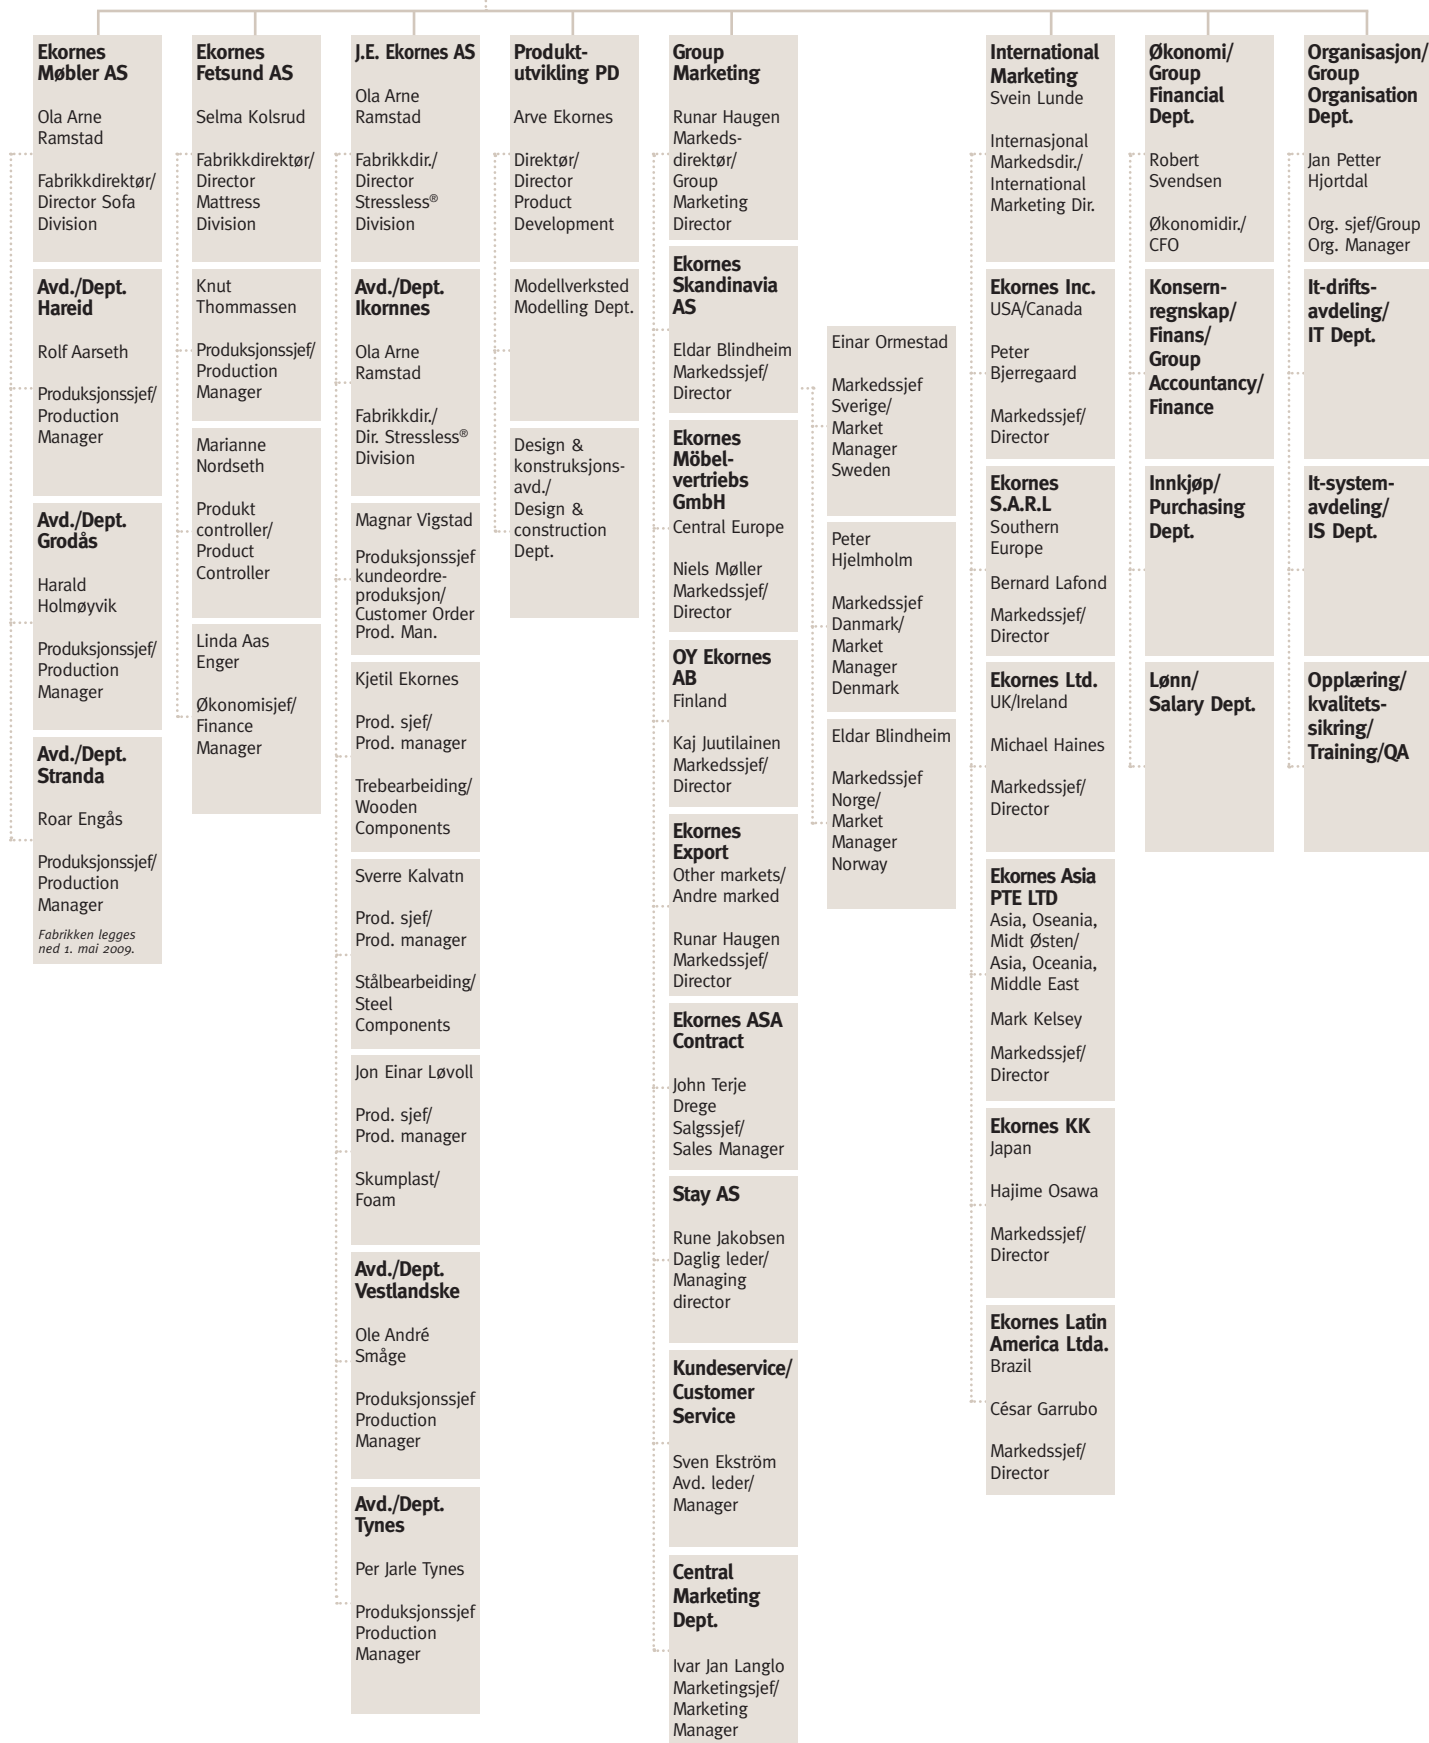 Ekornes
Møbler AS
Ola Arne
Ramstad
Fabrikkdirektør/
Director Sofa
Division
Avd./Dept.
Hareid
Rolf Aarseth
Produksjonssjef/
Production
Manager
Avd./Dept.
Grodås
Harald
Holmøyvik
Produksjonssjef/
Production
Manager
Avd./Dept.
Stranda
Roar Engås
Produksjonssjef/
Production
Manager
Fabrikken legges
ned 1. mai 2009.
Ekornes
Fetsund AS
Selma Kolsrud
Fabrikkdirektør/
Director
Mattress
Division
Knut
Thommassen
Produksjonssjef/
Production
Manager
Marianne
Nordseth
Produkt
controller/
Product
Controller
Linda Aas
Enger
Økonomisjef/
Finance
Manager
J.E. Ekornes AS
Ola Arne
Ramstad
Fabrikkdir./
Director
Stressless®
Division
Avd./Dept.
Ikornnes
Ola Arne
Ramstad
Fabrikkdir./
Dir. Stressless®
Division
Magnar Vigstad
Produksjonssjef
kundeordre-
produksjon/
Customer Order
Prod. Man.
Kjetil Ekornes
Prod. sjef/
Prod. manager
Trebearbeiding/
Wooden
Components
Sverre Kalvatn
Prod. sjef/
Prod. manager
Stålbearbeiding/
Steel
Components
Jon Einar Løvoll
Prod. sjef/
Prod. manager
Skumplast/
Foam
Avd./Dept.
Vestlandske
Ole André
Småge
Produksjonssjef
Production
Manager
Avd./Dept.
Tynes
Per Jarle Tynes
Produksjonssjef
Production
Manager
Produkt-
utvikling PD
Arve Ekornes
Direktør/
Director
Product
Development
Modellverksted
Modelling Dept.
Design &
konstruksjons-
avd./
Design &
construction
Dept.
Group
Marketing
Runar Haugen
Markeds-
direktør/
Group
Marketing
Director
Ekornes
Skandinavia
AS
Eldar Blindheim
Markedssjef/
Director
Ekornes
Möbel-
vertriebs
GmbH
Central Europe
Niels Møller
Markedssjef/
Director
OY Ekornes
AB
Finland
Kaj Juutilainen
Markedssjef/
Director
Ekornes
Export
Other markets/
Andre marked
Runar Haugen
Markedssjef/
Director
Ekornes ASA
Contract
John Terje
Drege
Salgssjef/
Sales Manager
Stay AS
Rune Jakobsen
Daglig leder/
Managing
director
Kundeservice/
Customer
Service
Sven Ekström
Avd. leder/
Manager
Central
Marketing
Dept.
Ivar Jan Langlo
Marketingsjef/
Marketing
Manager
Einar Ormestad
Markedssjef
Sverige/
Market
Manager
Sweden
Peter
Hjelmholm
Markedssjef
Danmark/
Market
Manager
Denmark
Eldar Blindheim
Markedssjef
Norge/
Market
Manager
Norway
International
Marketing
Svein Lunde
Internasjonal
Markedsdir./
International
Marketing Dir.
Ekornes Inc.
USA/Canada
Peter
Bjerregaard
Markedssjef/
Director
Ekornes
S.A.R.L
Southern
Europe
Bernard Lafond
Markedssjef/
Director
Ekornes Ltd.
UK/Ireland
Michael Haines
Markedssjef/
Director
Ekornes Asia
PTE LTD
Asia, Oseania,
Midt Østen/
Asia, Oceania,
Middle East
Mark Kelsey
Markedssjef/
Director
Ekornes KK
Japan
Hajime Osawa
Markedssjef/
Director
Ekornes Latin
America Ltda.
Brazil
César Garrubo
Markedssjef/
Director
Økonomi/
Group
Financial
Dept.
Robert
Svendsen
Økonomidir./
CFO
Konsern-
regnskap/
Finans/
Group
Accountancy/
Finance
Innkjøp/
Purchasing
Dept.
Lønn/
Salary Dept.
Organisasjon/
Group
Organisation
Dept.
Jan Petter
Hjortdal
Org. sjef/Group
Org. Manager
It-drifts-
avdeling/
IT Dept.
It-system-
avdeling/
IS Dept.
Opplæring/
kvalitets-
sikring/
Training/QA